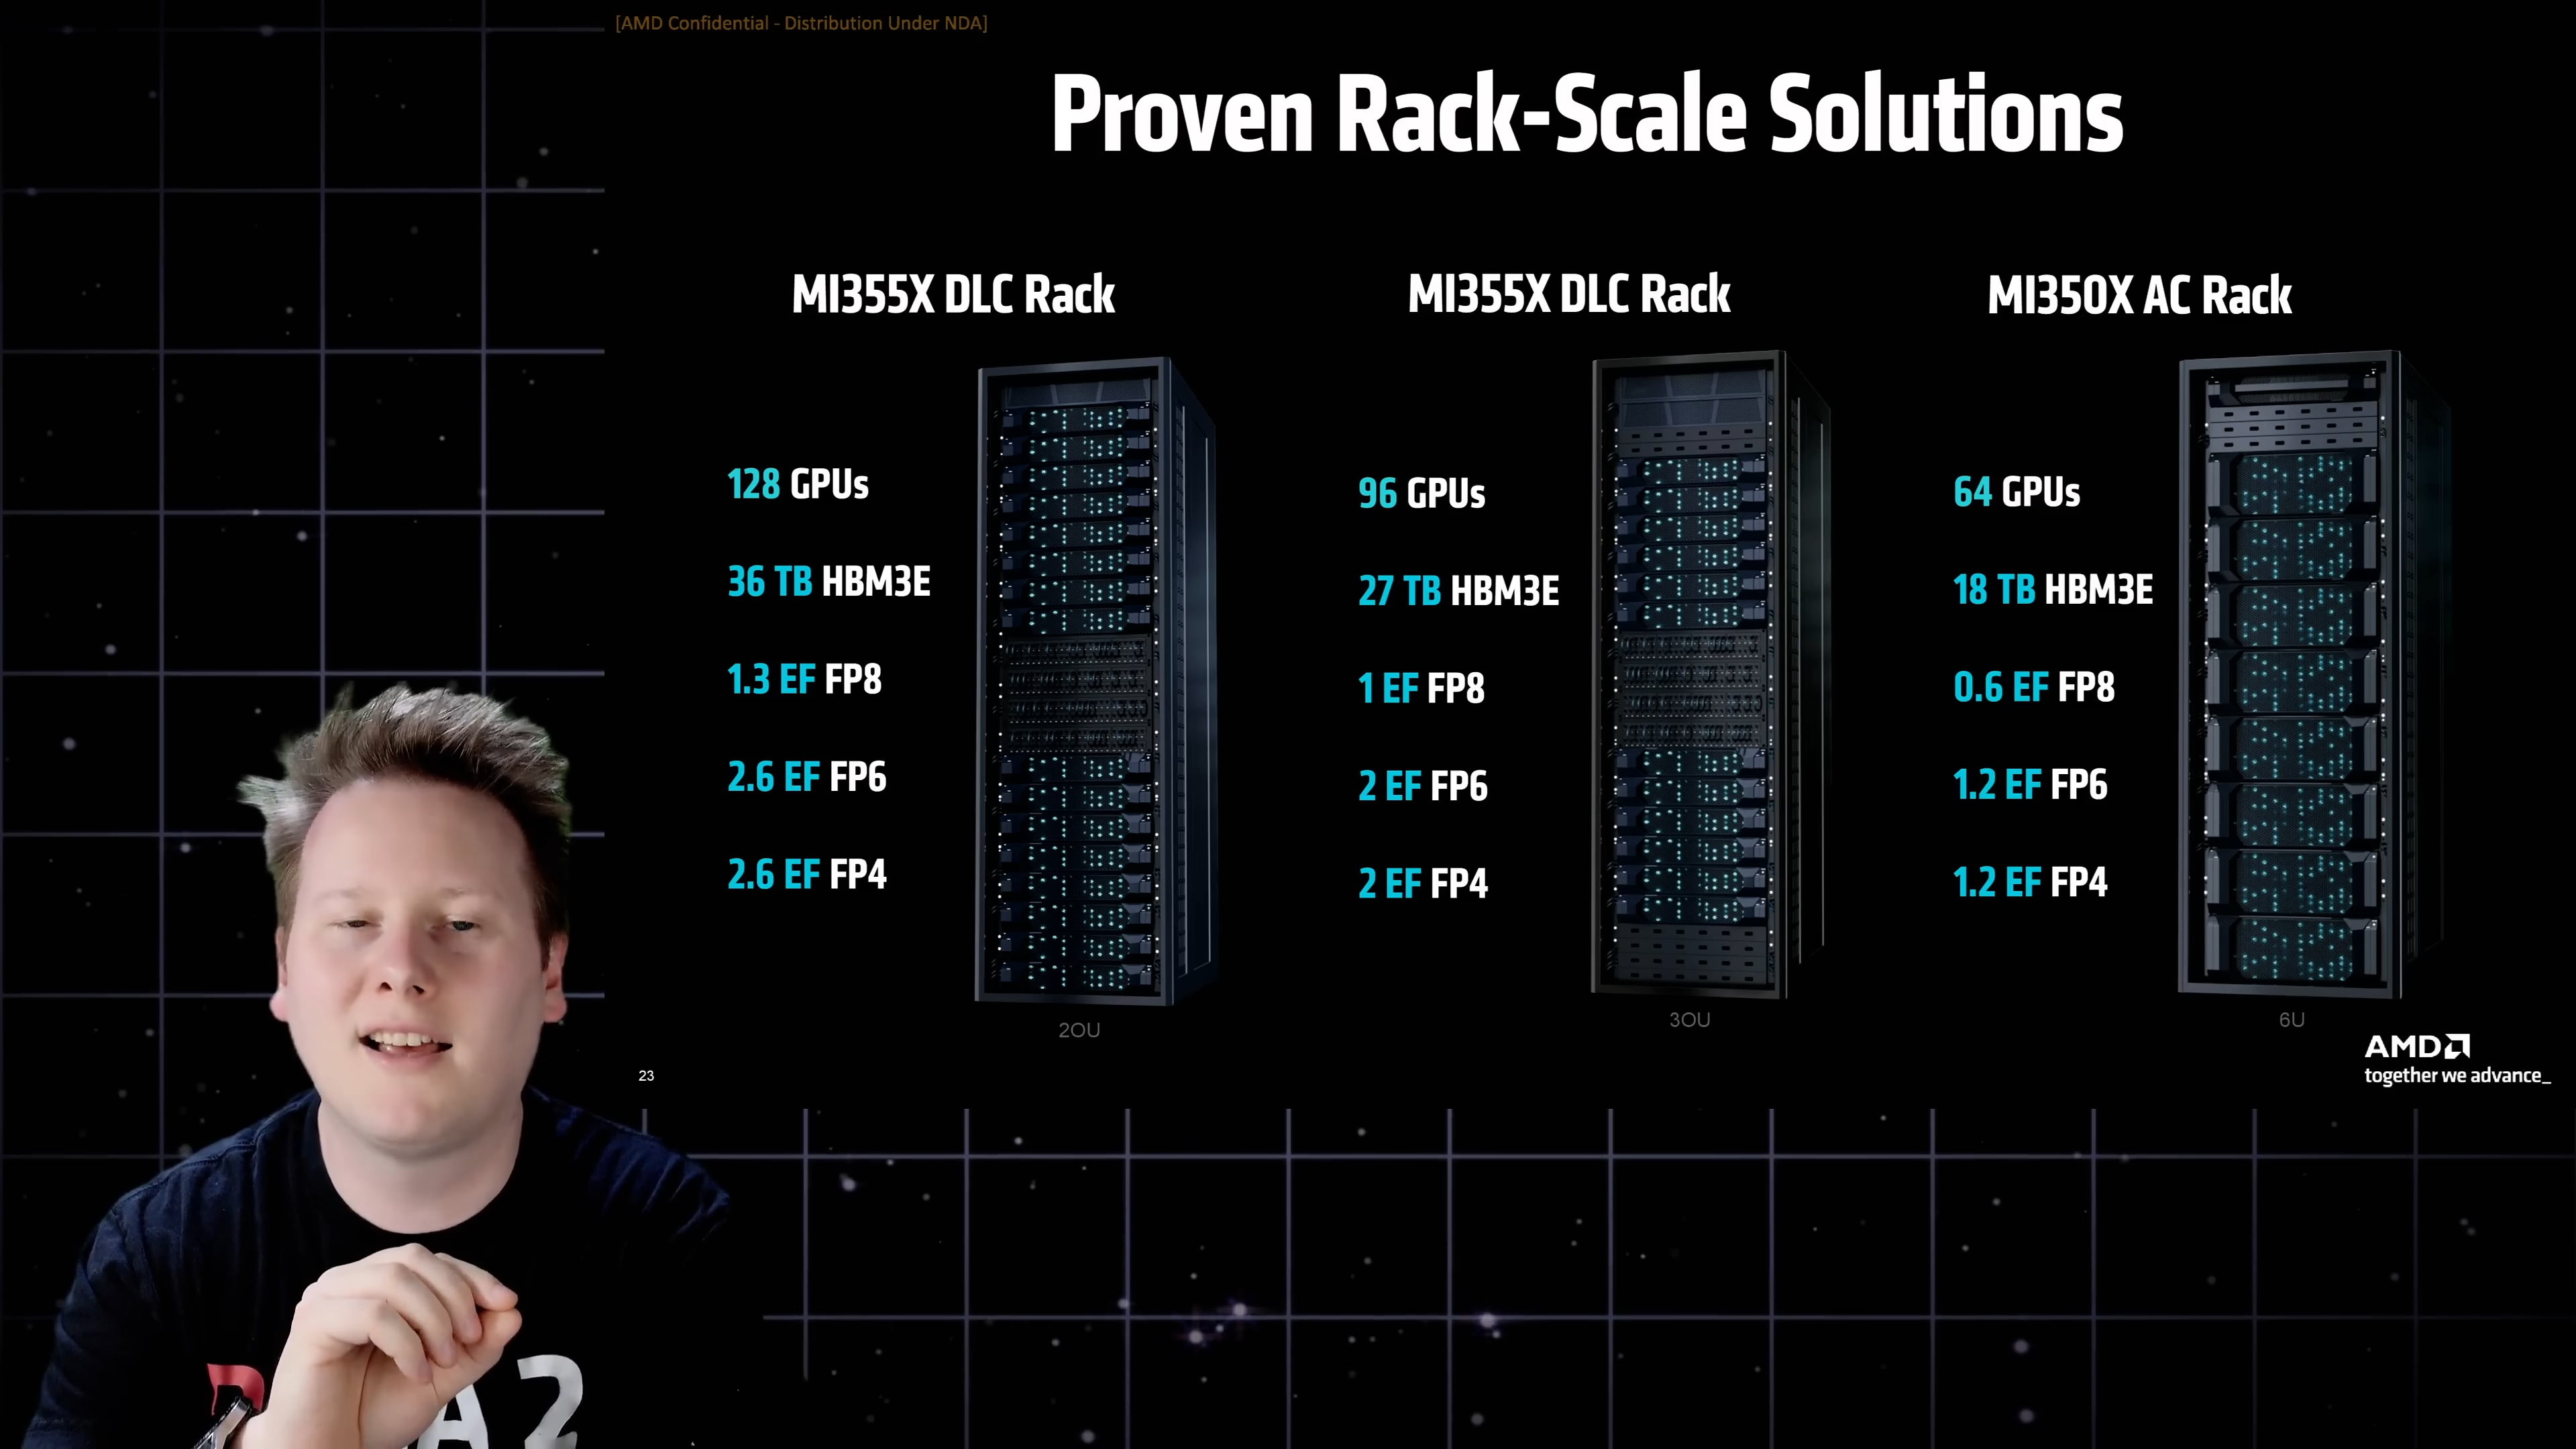 [AMD Confidential - Distribution Under NDA]
Proven Rack-Scale Solutions
MI355X DLC Rack
128 GPUs
36 TB HBM3E
1.3 EF FP8
2.6 EF FP6
2.6 EF FP4
2OU
MI355X DLC Rack
96 GPUs
27 TB HBM3E
1 EF FP8
2 EF FP6
2 EF FP4
3OU
MI350X AC Rack
64 GPUs
18 TB HBM3E
0.6 EF FP8
1.2 EF FP6
1.2 EF FP4
6U
AMD
together we advance_
23
A 2